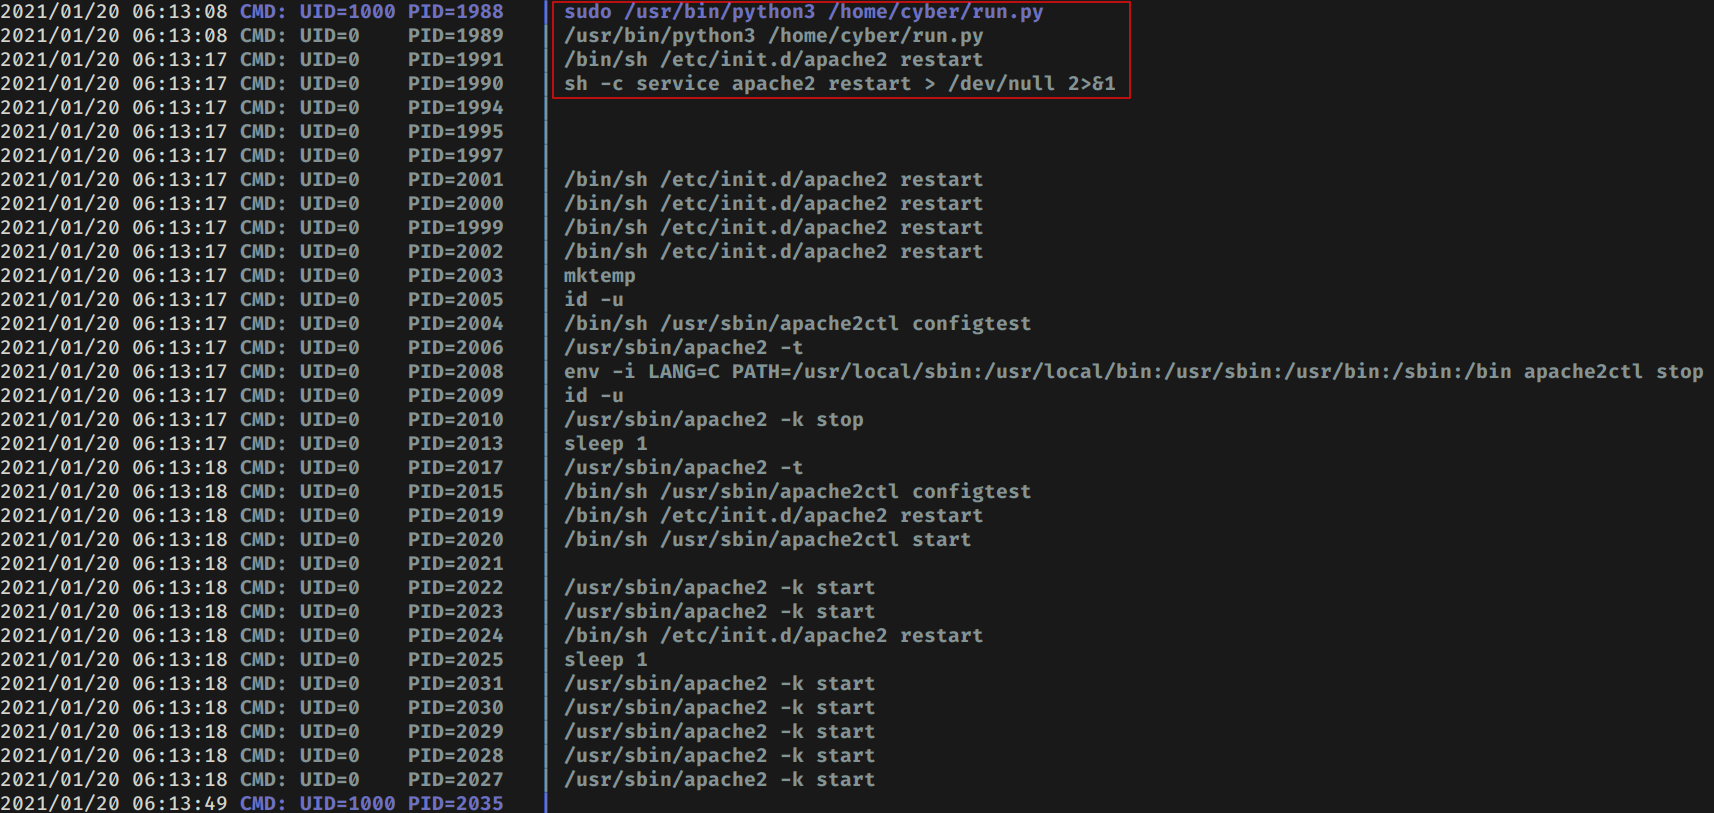 2021/01/20 06:13:08 CMD: UID=1000 PID=1988 | sudo /usr/bin/python3 /home/cyber/run.py
2021/01/20 06:13:08 CMD: UID=0 PID=1989 | /usr/bin/python3 /home/cyber/run.py
2021/01/20 06:13:17 CMD: UID=0 PID=1991 | /bin/sh /etc/init.d/apache2 restart
2021/01/20 06:13:17 CMD: UID=0 PID=1990 | sh -c service apache2 restart > /dev/null 2>&1
2021/01/20 06:13:17 CMD: UID=0 PID=1994 |
2021/01/20 06:13:17 CMD: UID=0 PID=1995 |
2021/01/20 06:13:17 CMD: UID=0 PID=1997 |
2021/01/20 06:13:17 CMD: UID=0 PID=2001 | /bin/sh /etc/init.d/apache2 restart
2021/01/20 06:13:17 CMD: UID=0 PID=2000 | /bin/sh /etc/init.d/apache2 restart
2021/01/20 06:13:17 CMD: UID=0 PID=1999 | /bin/sh /etc/init.d/apache2 restart
2021/01/20 06:13:17 CMD: UID=0 PID=2002 | /bin/sh /etc/init.d/apache2 restart
2021/01/20 06:13:17 CMD: UID=0 PID=2003 | mktemp
2021/01/20 06:13:17 CMD: UID=0 PID=2005 | id -u
2021/01/20 06:13:17 CMD: UID=0 PID=2004 | /bin/sh /usr/sbin/apache2ctl configtest
2021/01/20 06:13:17 CMD: UID=0 PID=2006 | /usr/sbin/apache2 -t
2021/01/20 06:13:17 CMD: UID=0 PID=2008 | env -i LANG=C PATH=/usr/local/sbin:/usr/local/bin:/usr/sbin:/usr/bin:/sbin:/bin apache2ctl stop
2021/01/20 06:13:17 CMD: UID=0 PID=2009 | id -u
2021/01/20 06:13:17 CMD: UID=0 PID=2010 | /usr/sbin/apache2 -k stop
2021/01/20 06:13:17 CMD: UID=0 PID=2013 | sleep 1
2021/01/20 06:13:18 CMD: UID=0 PID=2017 | /usr/sbin/apache2 -t
2021/01/20 06:13:18 CMD: UID=0 PID=2015 | /bin/sh /usr/sbin/apache2ctl configtest
2021/01/20 06:13:18 CMD: UID=0 PID=2019 | /bin/sh /etc/init.d/apache2 restart
2021/01/20 06:13:18 CMD: UID=0 PID=2020 | /bin/sh /usr/sbin/apache2ctl start
2021/01/20 06:13:18 CMD: UID=0 PID=2021 |
2021/01/20 06:13:18 CMD: UID=0 PID=2022 | /usr/sbin/apache2 -k start
2021/01/20 06:13:18 CMD: UID=0 PID=2023 | /usr/sbin/apache2 -k start
2021/01/20 06:13:18 CMD: UID=0 PID=2024 | /bin/sh /etc/init.d/apache2 restart
2021/01/20 06:13:18 CMD: UID=0 PID=2025 | sleep 1
2021/01/20 06:13:18 CMD: UID=0 PID=2031 | /usr/sbin/apache2 -k start
2021/01/20 06:13:18 CMD: UID=0 PID=2030 | /usr/sbin/apache2 -k start
2021/01/20 06:13:18 CMD: UID=0 PID=2029 | /usr/sbin/apache2 -k start
2021/01/20 06:13:18 CMD: UID=0 PID=2028 | /usr/sbin/apache2 -k start
2021/01/20 06:13:18 CMD: UID=0 PID=2027 | /usr/sbin/apache2 -k start
2021/01/20 06:13:49 CMD: UID=1000 PID=2035 |